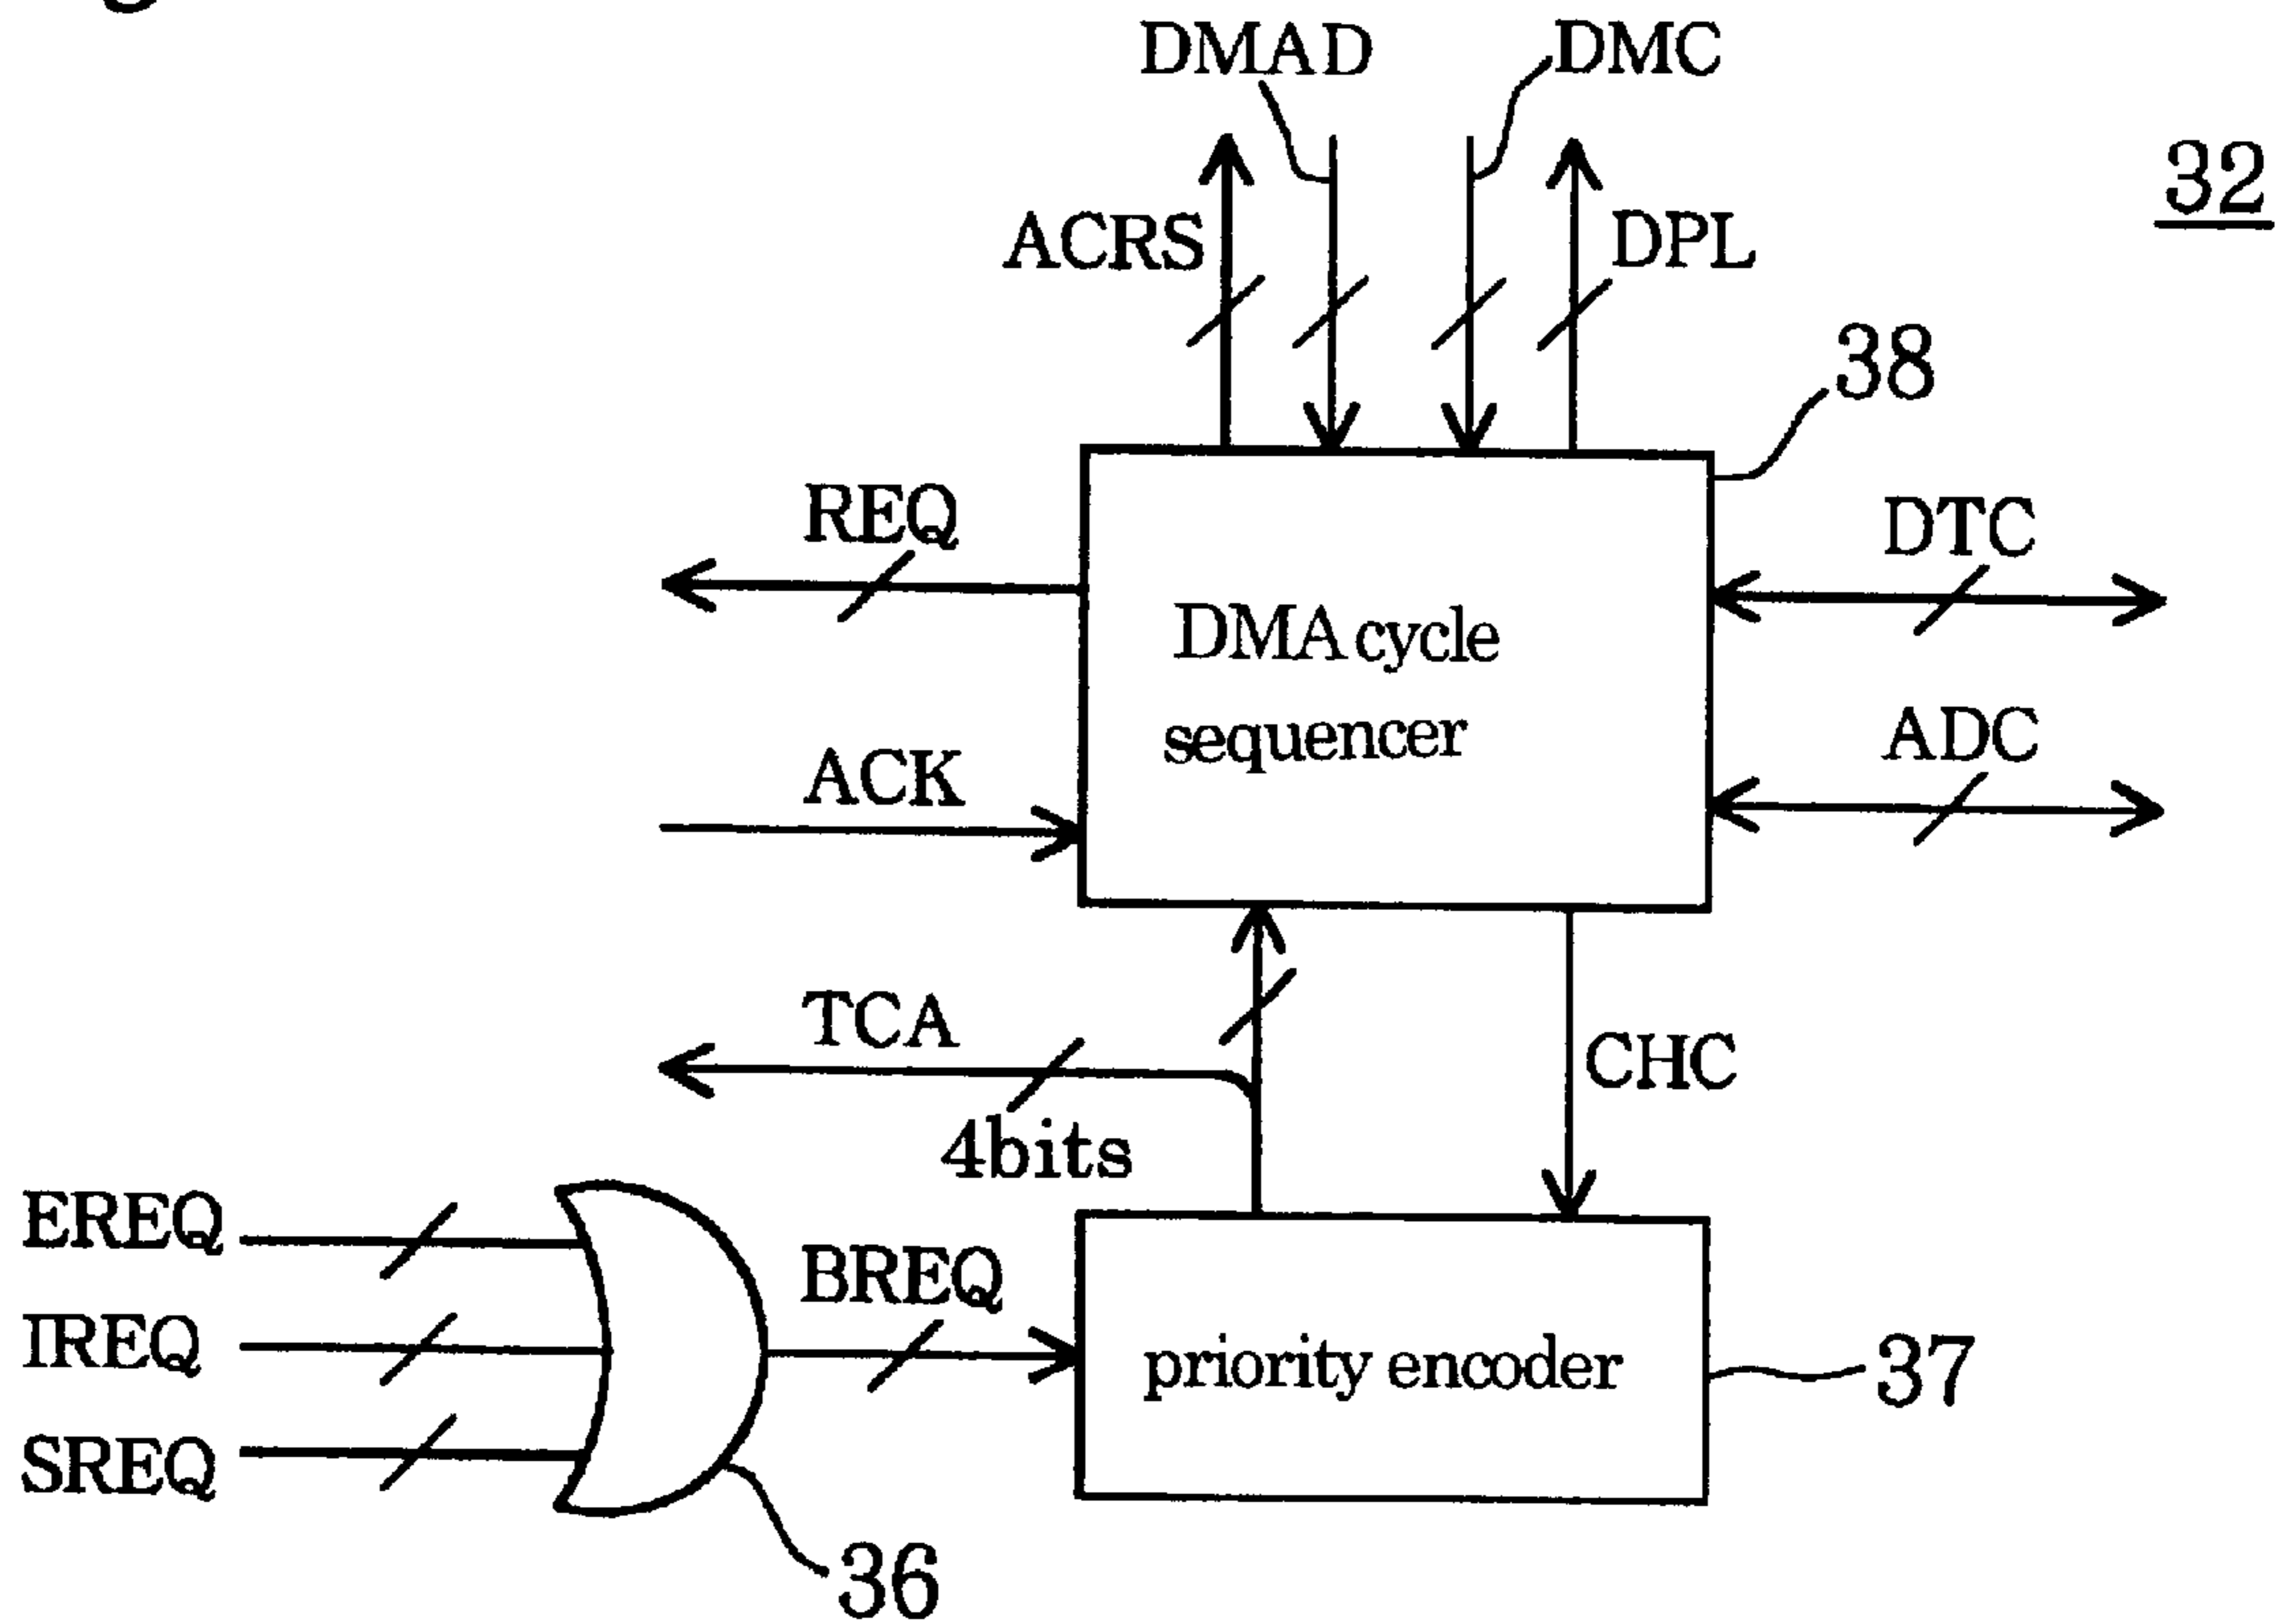 DMAD
DMC
32
ACRS
DPL
38
REQ
DTC
DMA cycle
sequencer
ADC
ACK
TCA
CHC
4bits
EREQ
BREQ
IREQ
priority encoder
37
SREQ
36